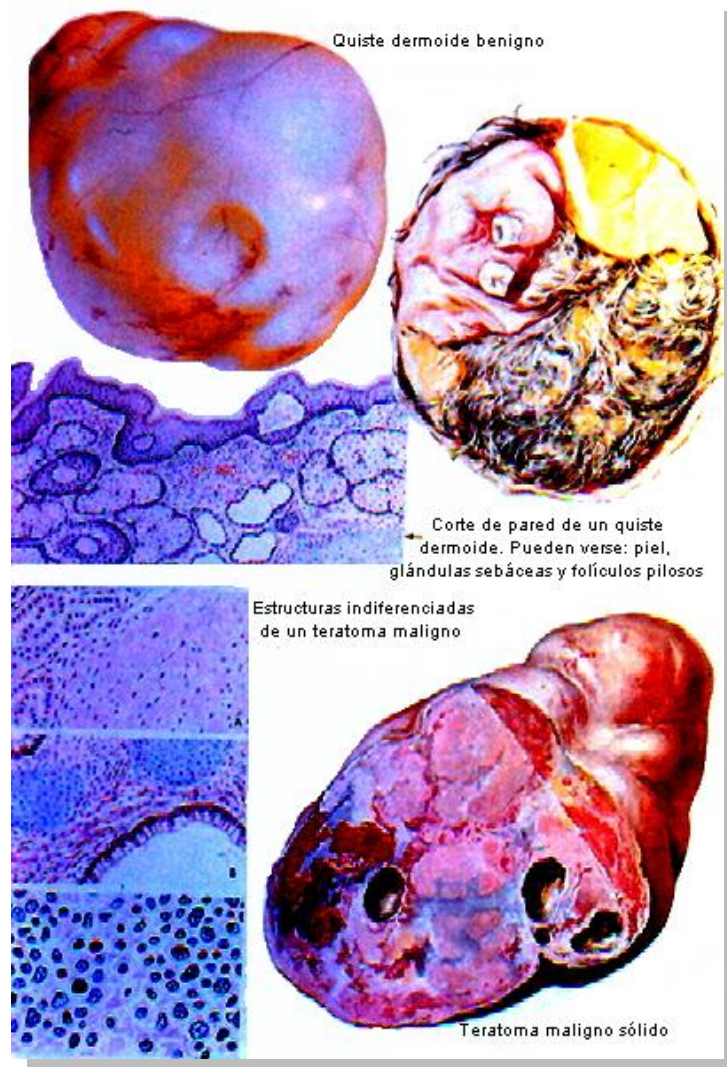 Quiste dermoide benigno
Corte de pared de un quiste
dermoide. Pueden verse: piel,
glándulas sebáceas y folículos pilosos
Estructuras indiferenciadas
de un teratoma maligno
A
B
Teratoma maligno sólido